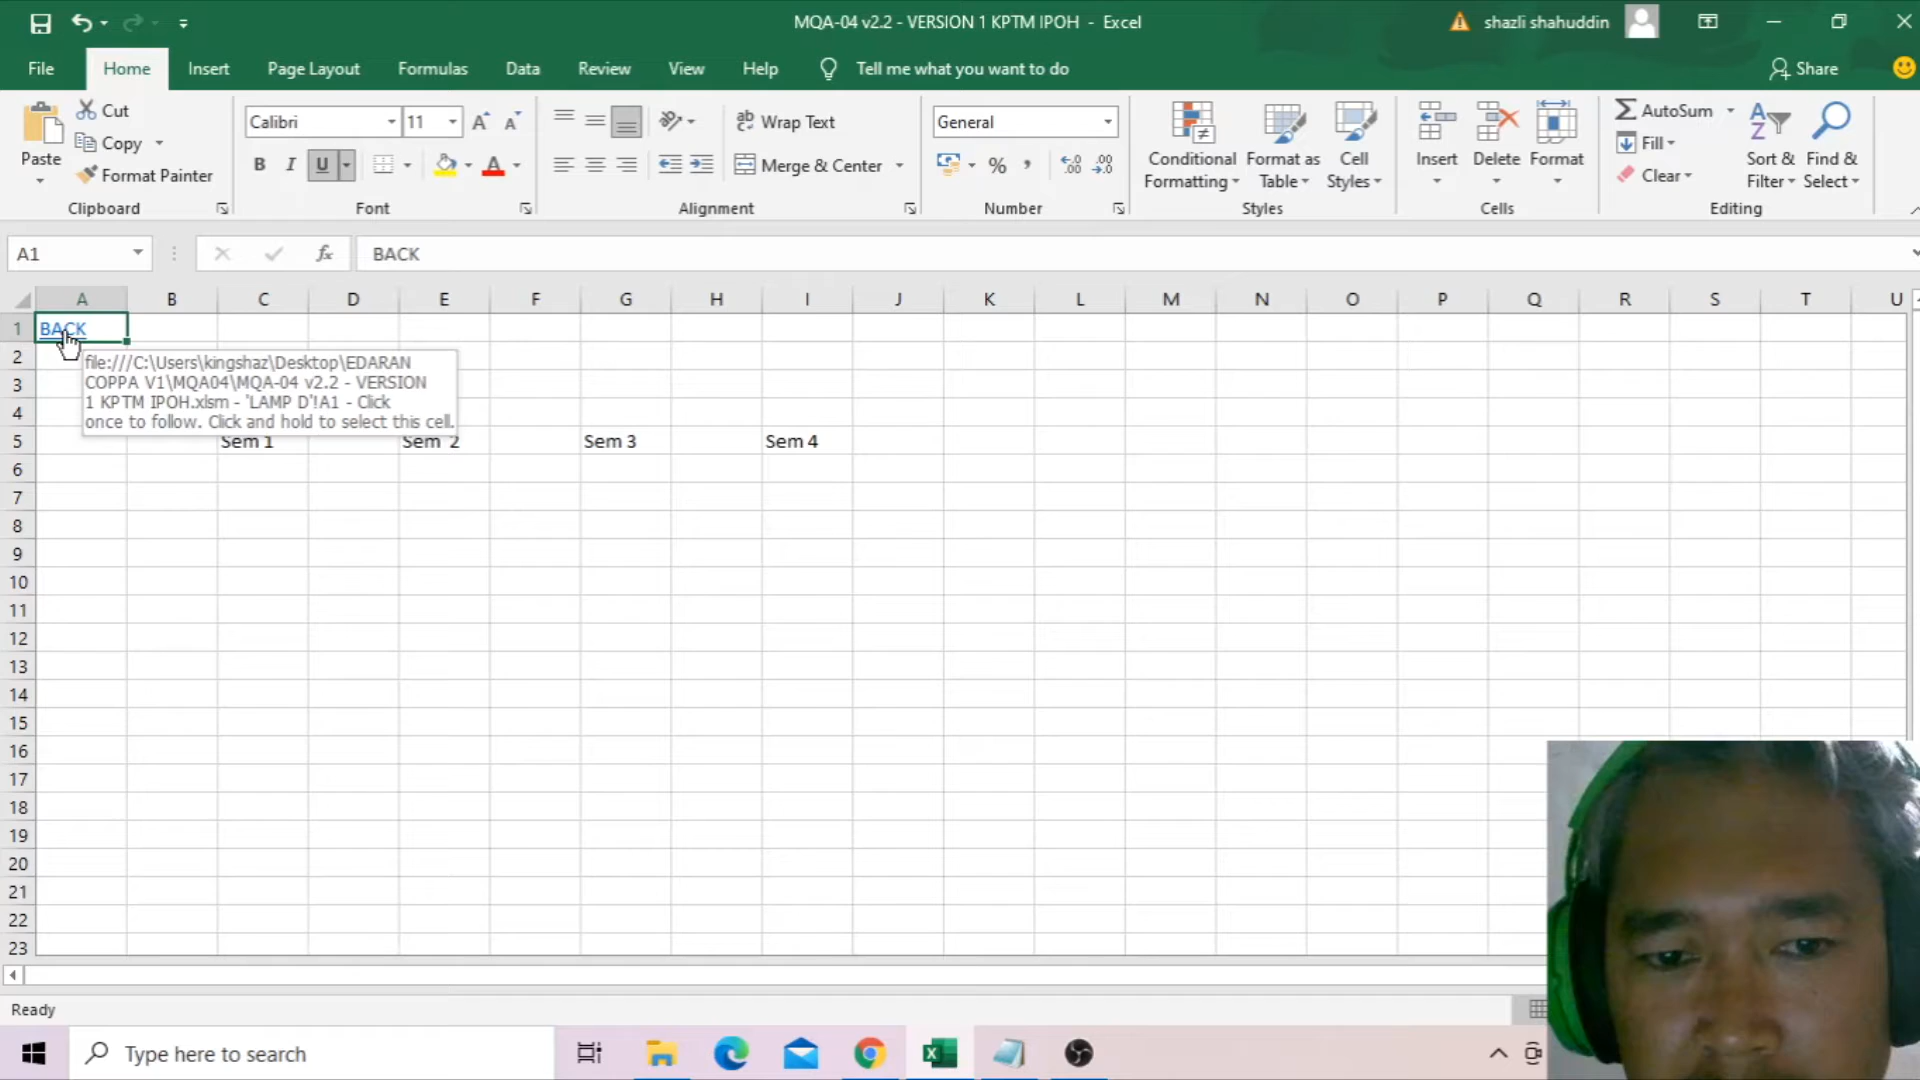 MQA-04 v2.2 - VERSION 1 KPTM IPOH - Excel
shazli shahuddin
File Home Insert Page Layout Formulas Data Review View Help Tell me what you want to do Share
Paste
Cut
Copy
Format Painter
Clipboard
Calibri 11
B I U
Font
Wrap Text
Merge & Center
Alignment
General
% ,
Number
Conditional Formatting
Format as Table
Cell Styles
Styles
Insert Delete Format
Cells
AutoSum
Fill
Clear
Sort & Filter
Find & Select
Editing
A1 fx BACK
A B C D E F G H I J K L M N O P Q R S T U
1 BACK
2
file:///C:\Users\kingshaz\Desktop\EDARAN
COPPA V1\MQA04\MQA-04 v2.2 - VERSION
1 KPTM IPOH.xlsm - 'LAMP D'!A1 - Click
once to follow. Click and hold to select this cell.
3
4
5 Sem 1 Sem 2 Sem 3 Sem 4
6
7
8
9
10
11
12
13
14
15
16
17
18
19
20
21
22
23
Ready
Type here to search